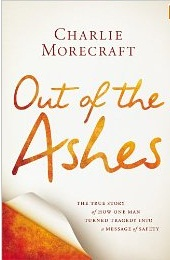 CHARLIE
MORECRAFT
Out of the
Ashes
THE TRUE STORY
of HOW ONE MAN
TURNED TRAGEDY INTO
a MESSAGE of SAFETY